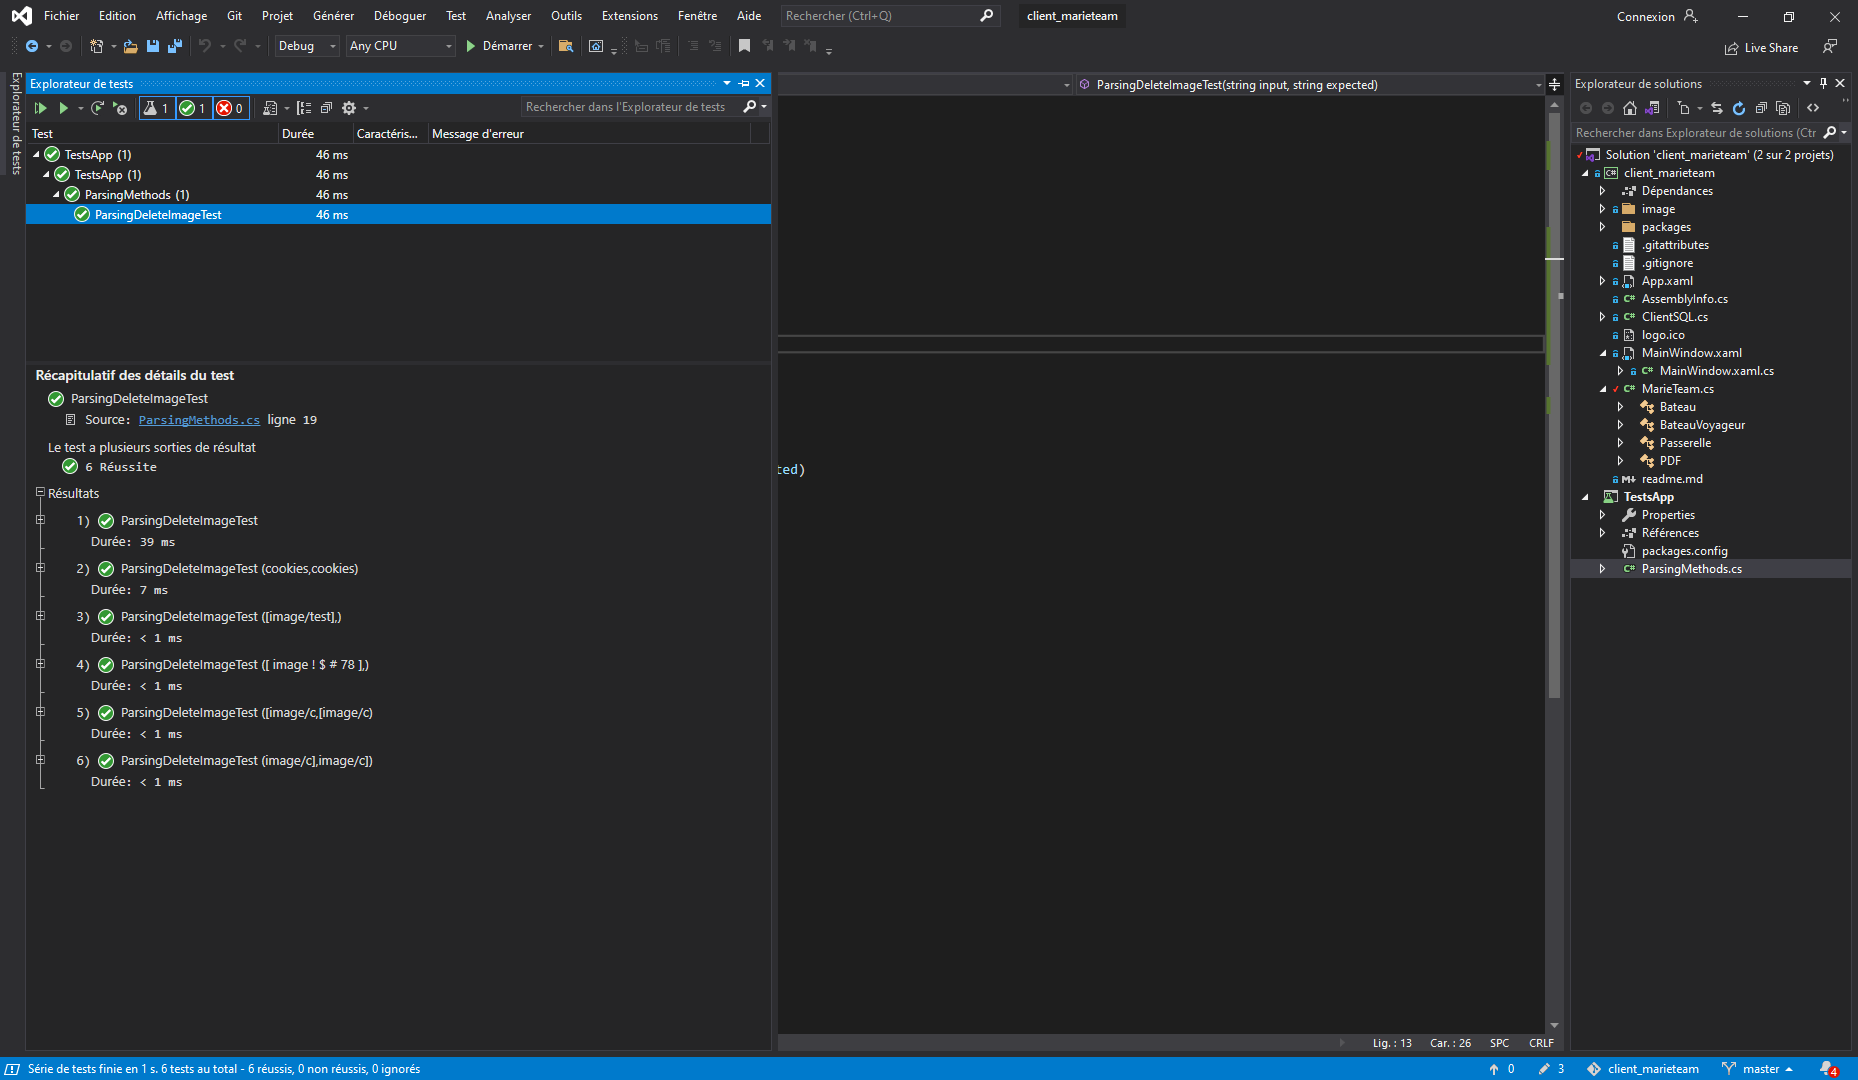 Fichier Edition Affichage Git Projet Générer Déboguer Test Analyser Outils Extensions Fenêtre Aide Rechercher (Ctrl+Q) client_marieteam Connexion
Debug Any CPU Démarrer Live Share
Explorateur de tests
Explorateur de tests
1 1 0 Rechercher dans l'Explorateur de tests
Test Durée Caractéris... Message d'erreur
TestsApp (1) 46 ms
TestsApp (1) 46 ms
ParsingMethods (1) 46 ms
ParsingDeleteImageTest 46 ms
Récapitulatif des détails du test
ParsingDeleteImageTest
Source: ParsingMethods.cs ligne 19
Le test a plusieurs sorties de résultat
6 Réussite
Résultats
1) ParsingDeleteImageTest
Durée: 39 ms
2) ParsingDeleteImageTest (cookies,cookies)
Durée: 7 ms
3) ParsingDeleteImageTest ([image/test],)
Durée: < 1 ms
4) ParsingDeleteImageTest ([ image ! $ # 78 ],)
Durée: < 1 ms
5) ParsingDeleteImageTest ([image/c,[image/c)
Durée: < 1 ms
6) ParsingDeleteImageTest (image/c],image/c])
Durée: < 1 ms
ParsingDeleteImageTest(string input, string expected)
ted)
Lig. : 13 Car. : 26 SPC CRLF
Explorateur de solutions
Rechercher dans Explorateur de solutions (Ctr
Solution 'client_marieteam' (2 sur 2 projets)
client_marieteam
Dépendances
image
packages
.gitattributes
.gitignore
App.xaml
C# AssemblyInfo.cs
C# ClientSQL.cs
logo.ico
MainWindow.xaml
C# MainWindow.xaml.cs
C# MarieTeam.cs
Bateau
BateauVoyageur
Passerelle
PDF
M+ readme.md
TestsApp
Properties
Références
packages.config
C# ParsingMethods.cs
Série de tests finie en 1 s. 6 tests au total - 6 réussis, 0 non réussis, 0 ignorés 0 3 client_marieteam master 4